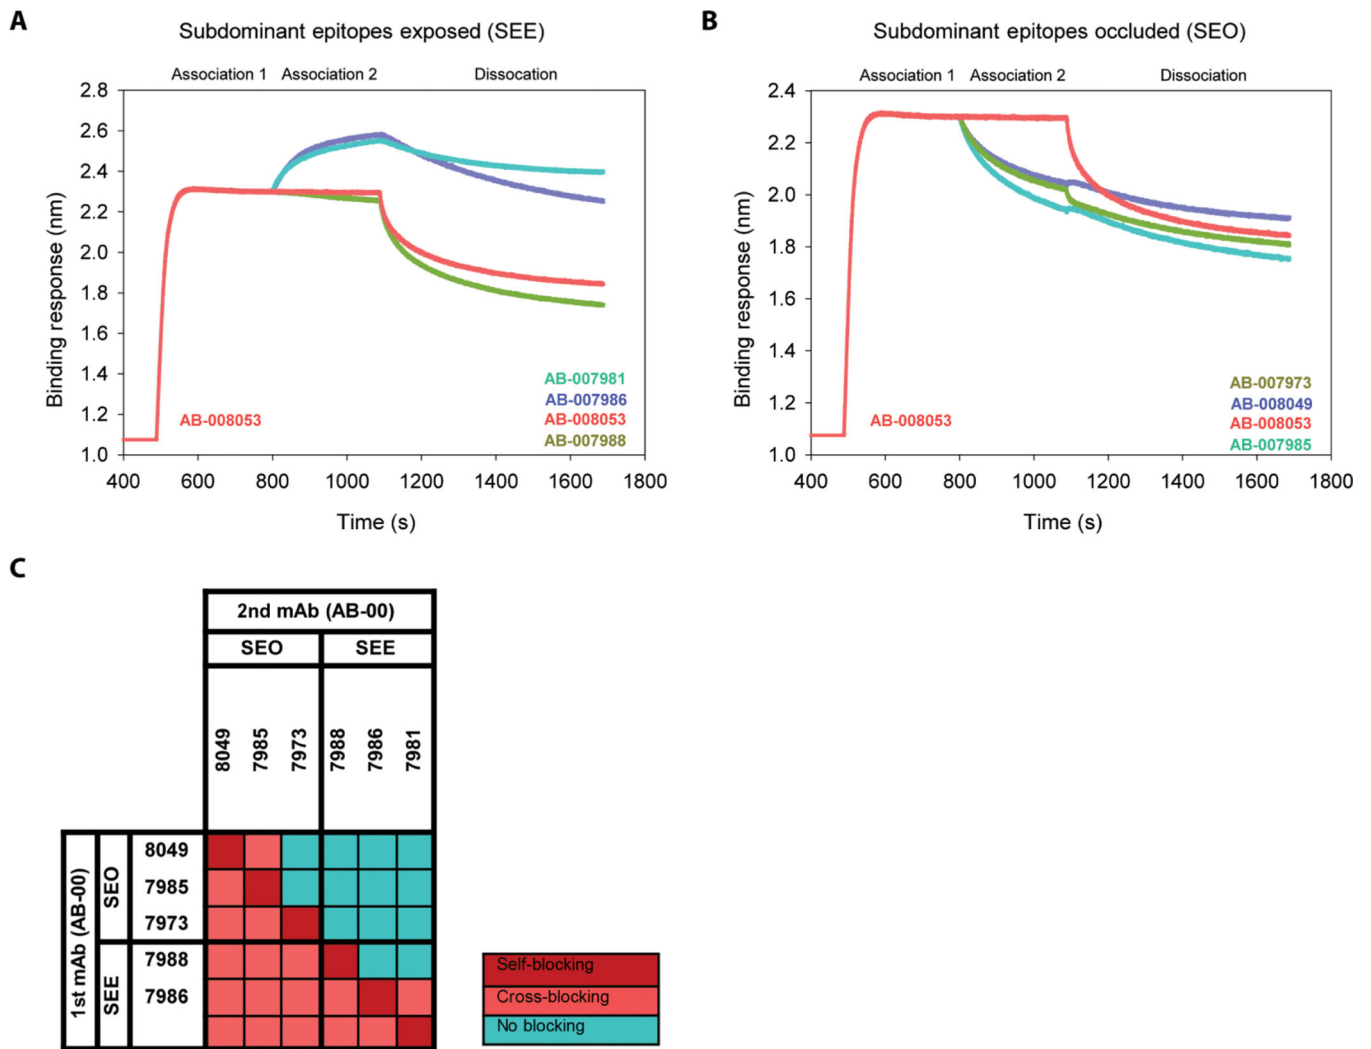 A
Subdominant epitopes exposed (SEE)
Association 1 Association 2 Dissocation
2.8
2.6
2.4
2.2
2.0
1.8
1.6
1.4
1.2
1.0
Binding response (nm)
AB-008053
AB-007981
AB-007986
AB-008053
AB-007988
400 600 800 1000 1200 1400 1600 1800
Time (s)
B
Subdominant epitopes occluded (SEO)
Association 1 Association 2 Dissociation
2.4
2.2
2.0
1.8
1.6
1.4
1.2
1.0
Binding response (nm)
AB-008053
AB-007973
AB-008049
AB-008053
AB-007985
400 600 800 1000 1200 1400 1600 1800
Time (s)
C
2nd mAb (AB-00)
SEO SEE
8049 7985 7973 7988 7986 7981
1st mAb (AB-00)
SEO
8049
7985
7973
SEE
7988
7986
Self-blocking
Cross-blocking
No blocking